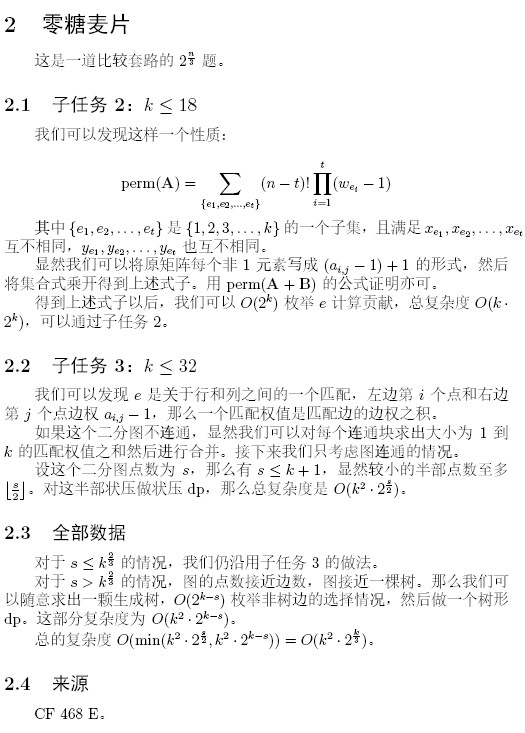 2 零糖麦片
这是一道比较套路的 $2^{\frac{n}{3}}$ 题。
2.1 子任务 2：$k \leq 18$
我们可以发现这样一个性质：
$$\mathrm{perm}(\mathrm{A}) = \sum_{\{e_1,e_2,\ldots,e_t\}} (n-t)! \prod_{i=1}^{t} (w_{e_t} - 1)$$
其中 $\{e_1, e_2, \ldots, e_t\}$ 是 $\{1, 2, 3, \ldots, k\}$ 的一个子集，且满足 $x_{e_1}, x_{e_2}, \ldots, x_{e_t}$
互不相同，$y_{e_1}, y_{e_2}, \ldots, y_{e_t}$ 也互不相同。
显然我们可以将原矩阵每个非 1 元素写成 $(a_{i,j} - 1) + 1$ 的形式，然后
将集合式乘开得到上述式子。用 $\mathrm{perm}(\mathbf{A} + \mathbf{B})$ 的公式证明亦可。
得到上述式子以后，我们可以 $O(2^k)$ 枚举 $e$ 计算贡献，总复杂度 $O(k \cdot$
$2^k)$，可以通过子任务 2。
2.2 子任务 3：$k \leq 32$
我们可以发现 $e$ 是关于行和列之间的一个匹配，左边第 $i$ 个点和右边
第 $j$ 个点边权 $a_{i,j} - 1$，那么一个匹配权值是匹配边的边权之积。
如果这个二分图不连通，显然我们可以对每个连通块求出大小为 1 到
$k$ 的匹配权值之和然后进行合并。接下来我们只考虑图连通的情况。
设这个二分图点数为 $s$，那么有 $s \leq k + 1$，显然较小的半部点数至多
$\lfloor \frac{s}{2} \rfloor$。对这半部状压做状压 dp，那么总复杂度是 $O(k^2 \cdot 2^{\frac{s}{2}})$。
2.3 全部数据
对于 $s \leq k^{\frac{2}{3}}$ 的情况，我们仍沿用子任务 3 的做法。
对于 $s > k^{\frac{2}{3}}$ 的情况，图的点数接近边数，图接近一棵树。那么我们可
以随意求出一颗生成树，$O(2^{k-s})$ 枚举非树边的选择情况，然后做一个树形
dp。这部分复杂度为 $O(k^2 \cdot 2^{k-s})$。
总的复杂度 $O(\min(k^2 \cdot 2^{\frac{s}{2}}, k^2 \cdot 2^{k-s})) = O(k^2 \cdot 2^{\frac{k}{3}})$。
2.4 来源
CF 468 E。